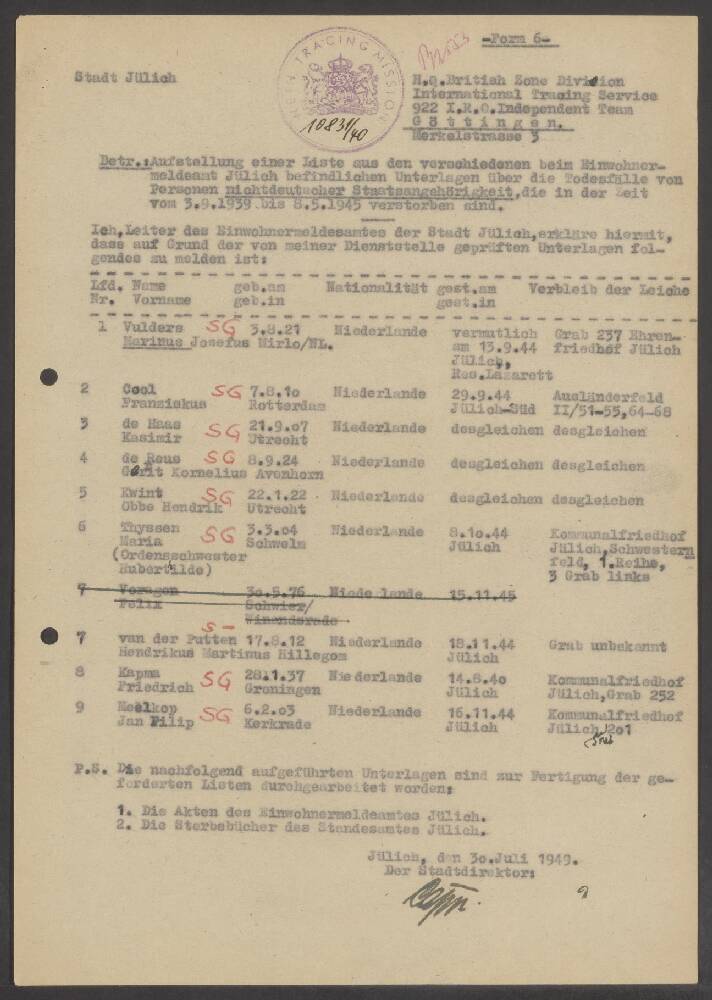 -Form 6-
TRACING MISSION
10831/40
Stadt Jülich
H.Q.British Zone Division
International Tracing Service
922 I.R.O.Independent Team
Göttingen.
Merkelstrasse 3
Betr.:Aufstellung einer Liste aus den verschiedenen beim Einwohner-
meldeamt Jülich befindlichen Unterlagen über die Todesfälle von
Personen nichtdeutscher Staatsangehörigkeit,die in der Zeit
vom 3.9.1939 bis 8.5.1945 verstorben sind.
Ich,Leiter des Einwohnermeldeamtes der Stadt Jülich,erkläre hiermit,
dass auf Grund der von meiner Dienststelle geprüften Unterlagen fol-
gendes zu melden ist:
Lfd. Name geb.am Nationalität gest.am Verbleib der Leiche
Nr. Vorname geb.in gest.in
1 Vulders SG 3.8.21 Niederlande vermutlich Grab 237 Ehren-
Marinus Josefus Mirlo/NL. am 13.9.44 friedhof Jülich
Jülich,
Res.Lazarett
2 Cool SG 7.8.10 Niederlande 29.9.44 Ausländerfeld
Franziskus Rotterdam Jülich-Süd II/51-55,64-68
3 de Haas SG 21.9.07 Niederlande desgleichen desgleichen
Kasimir Utrecht
4 de Rous SG 8.9.24 Niederlande desgleichen desgleichen
Gerit Kornelius Avenhorn
5 Kwint SG 22.1.22 Niederlande desgleichen desgleichen
Obbe Hendrik Utrecht
6 Thyssen SG 3.3.04 Niederlande 8.10.44 Kommunalfriedhof
Maria Schwelm Jülich Jülich,Schwestern
(Ordensschwester feld, 1.Reihe,
Hubertilde) 3 Grab links
7 Voragen 30.5.76 Niederlande 15.11.45
Felix Schwier/
Winandsrade
S-
7 van der Putten 17.8.12 Niederlande 18.11.44 Grab unbekannt
Hendrikus Martinus Hillegom Jülich
8 Kapma SG 28.1.37 Niederlande 14.8.40 Kommunalfriedhof
Friedrich Groningen Jülich Jülich,Grab 252
9 Meelkop SG 6.2.03 Niederlande 16.11.44 Kommunalfriedhof
Jan Filip Kerkrade Jülich Jülich 201
P.S. Die nachfolgend aufgeführten Unterlagen sind zur Fertigung der ge-
forderten Listen durchgearbeitet worden:
1. Die Akten des Einwohnermeldeamtes Jülich.
2. Die Sterbebücher des Standesamtes Jülich.
Jülich, den 30.Juli 1949.
Der Stadtdirektor: